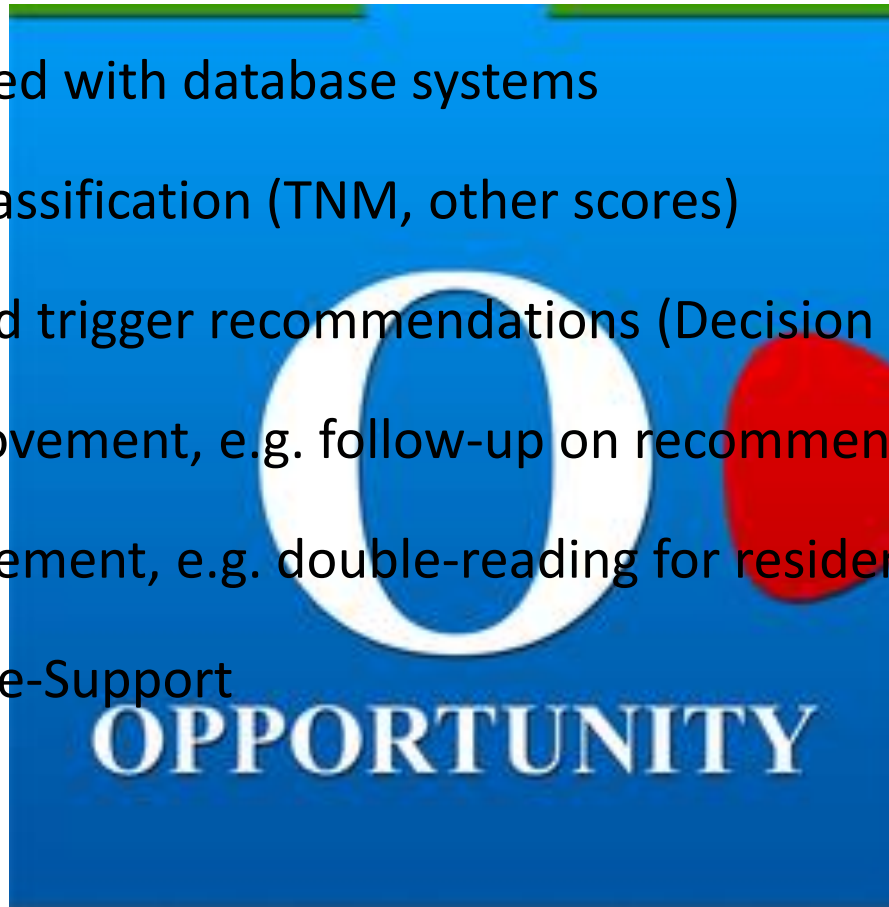 ed with database systems
assification (TNM, other scores)
d trigger recommendations (Decision
ovement, e.g. follow-up on recommen
ement, e.g. double-reading for residen
e-Support
O
OPPORTUNITY